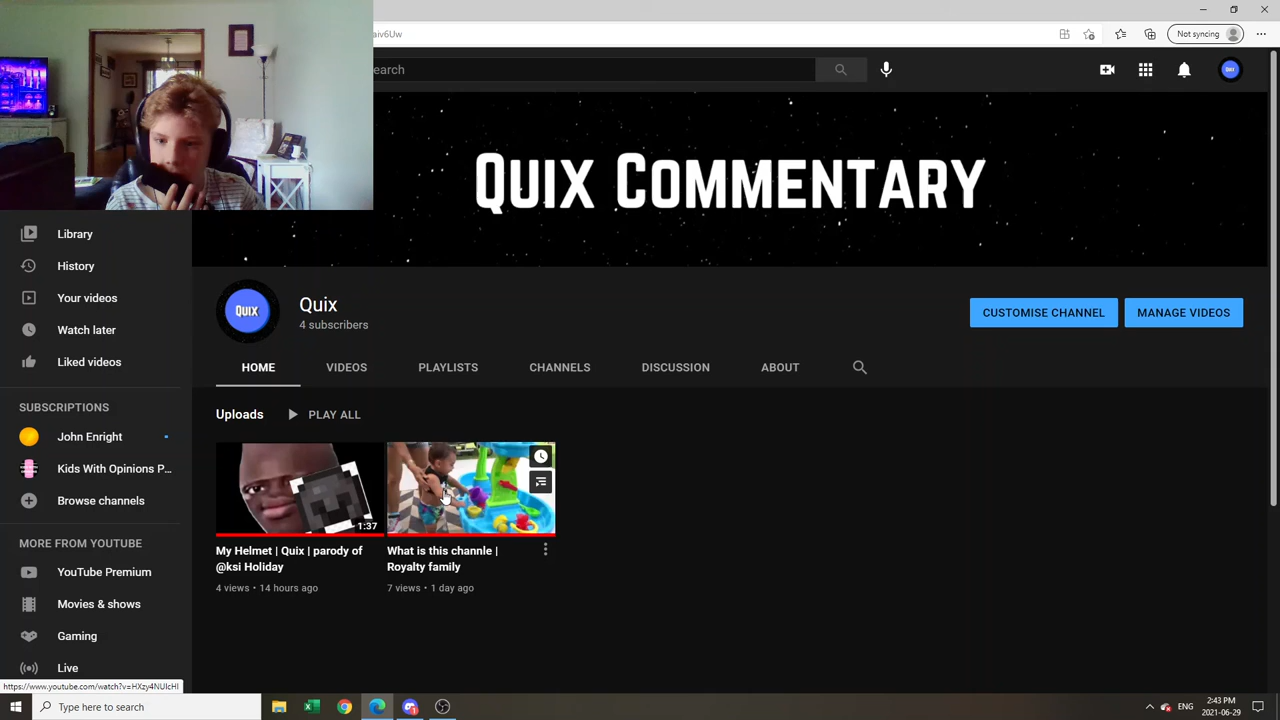 aiv6Uw
Not syncing
earch
QUIX
QUIX COMMENTARY
Library
History
Your videos
Watch later
Liked videos
SUBSCRIPTIONS
John Enright
Kids With Opinions P...
Browse channels
MORE FROM YOUTUBE
YouTube Premium
Movies & shows
Gaming
Live
QUIX
Quix
4 subscribers
CUSTOMISE CHANNEL
MANAGE VIDEOS
HOME
VIDEOS
PLAYLISTS
CHANNELS
DISCUSSION
ABOUT
Uploads
PLAY ALL
1:37
My Helmet | Quix | parody of
@ksi Holiday
4 views • 14 hours ago
What is this channle |
Royalty family
7 views • 1 day ago
https://www.youtube.com/watch?v=HXzy4NUIcHI
Type here to search
ENG
2:43 PM
2021-06-29